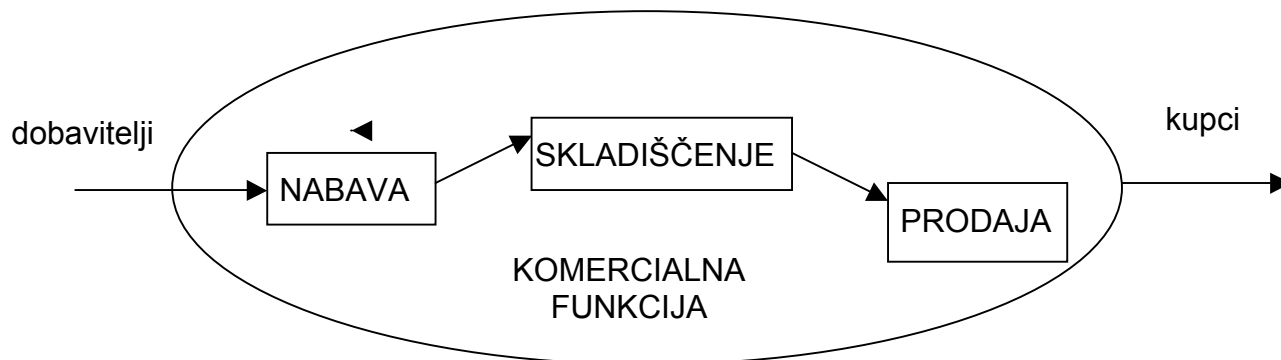 dobavitelji
kupci
NABAVA
SKLADIŠČENJE
PRODAJA
KOMERCIALNA
FUNKCIJA